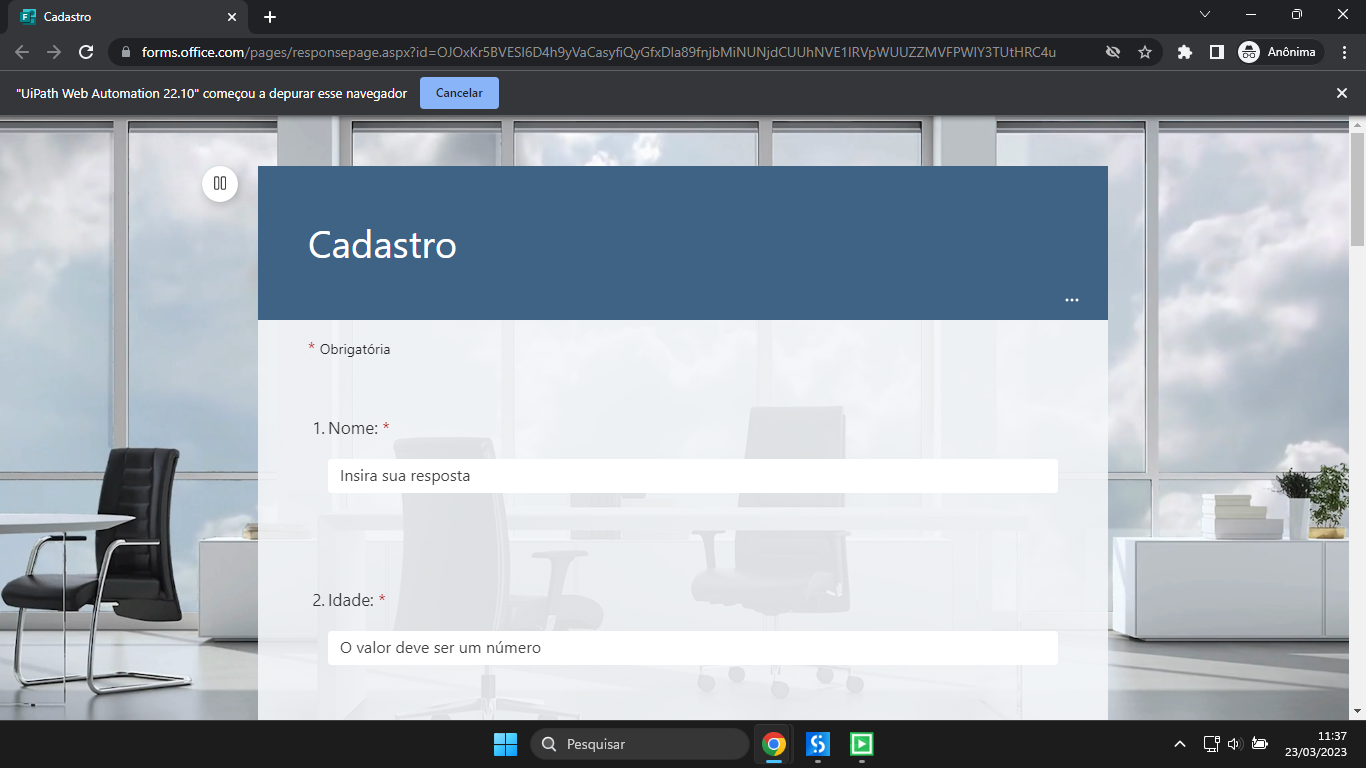 Cadastro
forms.office.com/pages/responsepage.aspx?id=OJOxKr5BVESI6D4h9yVaCasyfiQyGfxDla89fnjbMiNUNjdCUUhNVE1IRVpWUUZZMVFPWlY3TUtHRC4u
Anônima
"UiPath Web Automation 22.10" começou a depurar esse navegador
Cancelar
Cadastro
* Obrigatória
1. Nome: *
Insira sua resposta
2. Idade: *
O valor deve ser um número
Pesquisar
11:37
23/03/2023